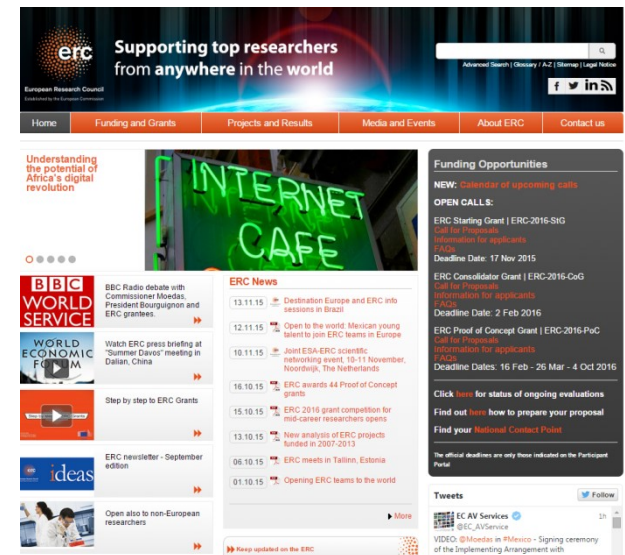 erc
European Research Council
Established by the European Commission
Supporting top researchers
from anywhere in the world
Advanced Search | Glossary / A-Z | Sitemap | Legal Notice
Home
Funding and Grants
Projects and Results
Media and Events
About ERC
Contact us
Understanding
the potential of
Africa's digital
revolution
INTERNET
CAFE
BBC
WORLD
SERVICE
BBC Radio debate with
Commissioner Moedas,
President Bourguignon and
ERC grantees.
WORLD
ECONOMIC
FORUM
Watch ERC press briefing at
"Summer Davos" meeting in
Dalian, China
Step by step to ERC Grants
ideas
ERC newsletter - September
edition
Open also to non-European
researchers
ERC News
13.11.15 Destination Europe and ERC info
sessions in Brazil
12.11.15 Open to the world: Mexican young
talent to join ERC teams in Europe
10.11.15 Joint ESA-ERC scientific
networking event, 10-11 November,
Noordwijk, The Netherlands
16.10.15 ERC awards 44 Proof of Concept
grants
15.10.15 ERC 2016 grant competition for
mid-career researchers opens
13.10.15 New analysis of ERC projects
funded in 2007-2013
06.10.15 ERC meets in Tallinn, Estonia
01.10.15 Opening ERC teams to the world
More
Keep updated on the ERC
Funding Opportunities
NEW: Calendar of upcoming calls
OPEN CALLS:
ERC Starting Grant | ERC-2016-StG
Call for Proposals
Information for applicants
FAQs
Deadline Date: 17 Nov 2015
ERC Consolidator Grant | ERC-2016-CoG
Call for Proposals
Information for applicants
FAQs
Deadline Date: 2 Feb 2016
ERC Proof of Concept Grant | ERC-2016-PoC
Call for Proposals
Information for applicants
FAQs
Deadline Dates: 16 Feb - 26 Mar - 4 Oct 2016
Click here for status of ongoing evaluations
Find out here how to prepare your proposal
Find your National Contact Point
The official deadlines are only those indicated on the Participant
Portal
Tweets
Follow
EC AV Services
1h
@EC_AVService
VIDEO: @Moedas in #Mexico - Signing ceremony
of the Implementing Arrangement with